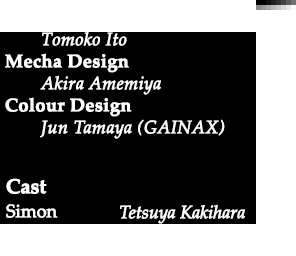 Tomoko Ito
Mecha Design
Akira Amemiya
Colour Design
Jun Tamaya (GAINAX)
Cast
Simon Tetsuya Kakihara